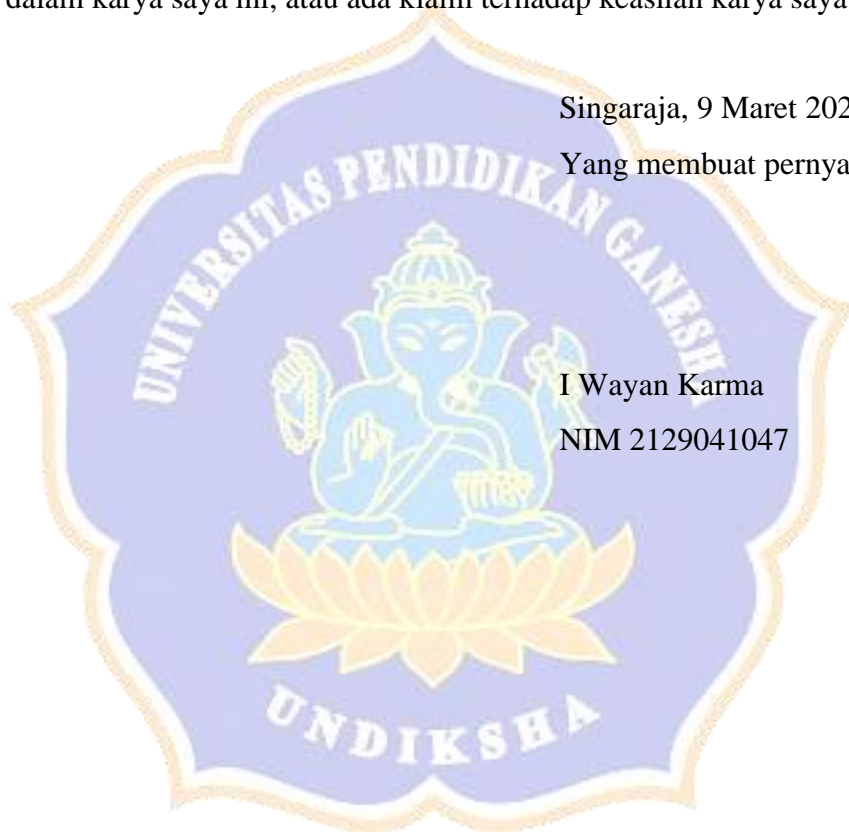 dalam karya saya ini, atau ada klaim terhadap keaslian karya saya
Singaraja, 9 Maret 202
Yang membuat pernya
UNIVERSITAS PENDIDIKAN GANESHA
I Wayan Karma
NIM 2129041047
UNDIKSHA